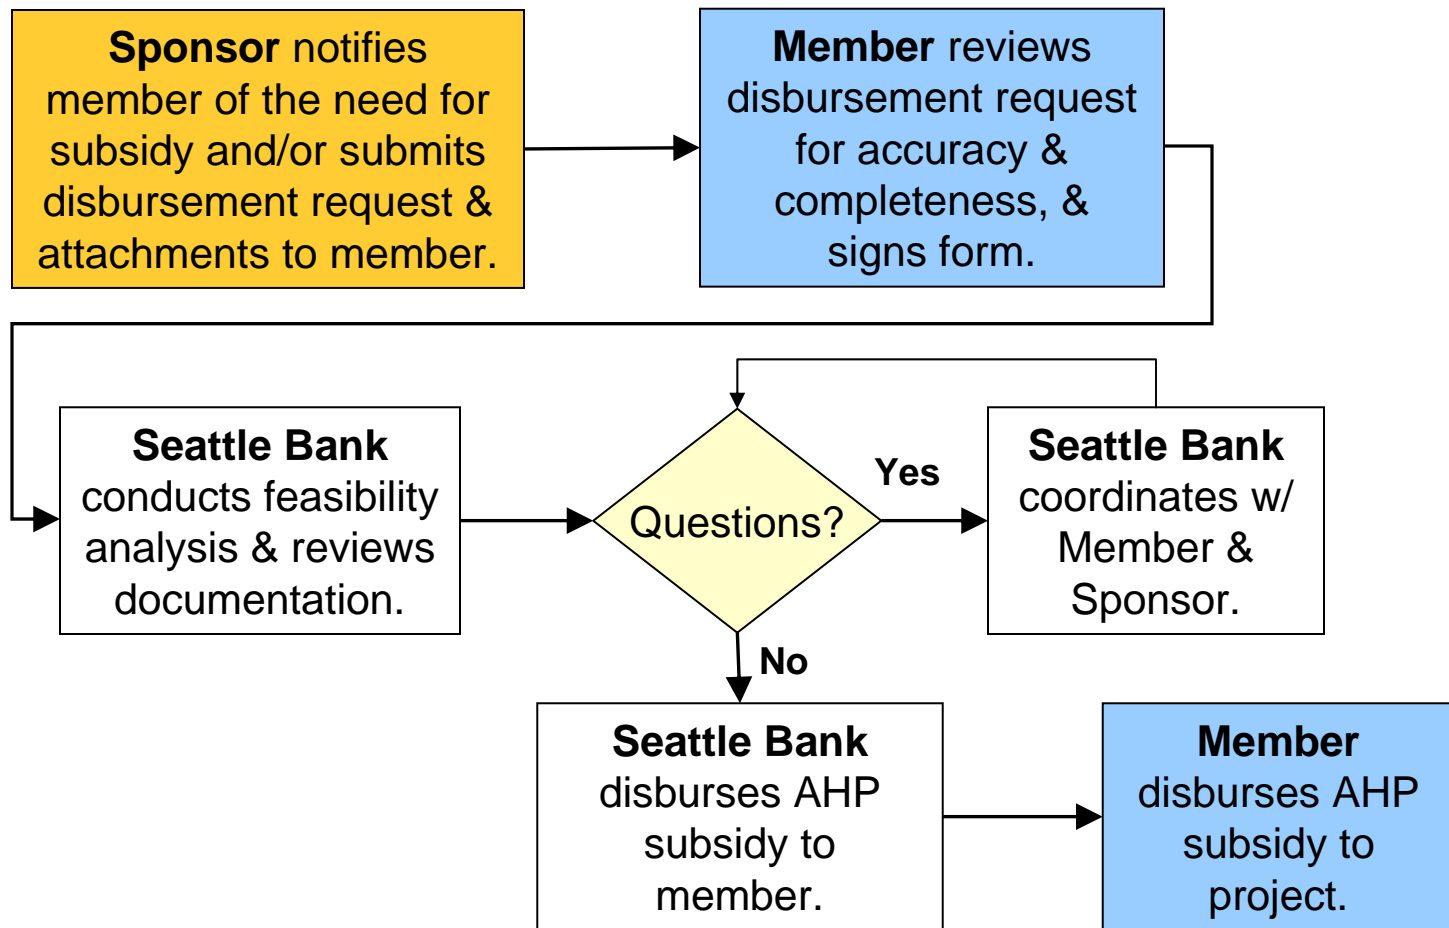 Sponsor notifies
member of the need for
subsidy and/or submits
disbursement request &
attachments to member.
Member reviews
disbursement request
for accuracy &
completeness, &
signs form.
Seattle Bank
conducts feasibility
analysis & reviews
documentation.
Questions?
Yes
Seattle Bank
coordinates w/
Member &
Sponsor.
No
Seattle Bank
disburses AHP
subsidy to
member.
Member
disburses AHP
subsidy to
project.